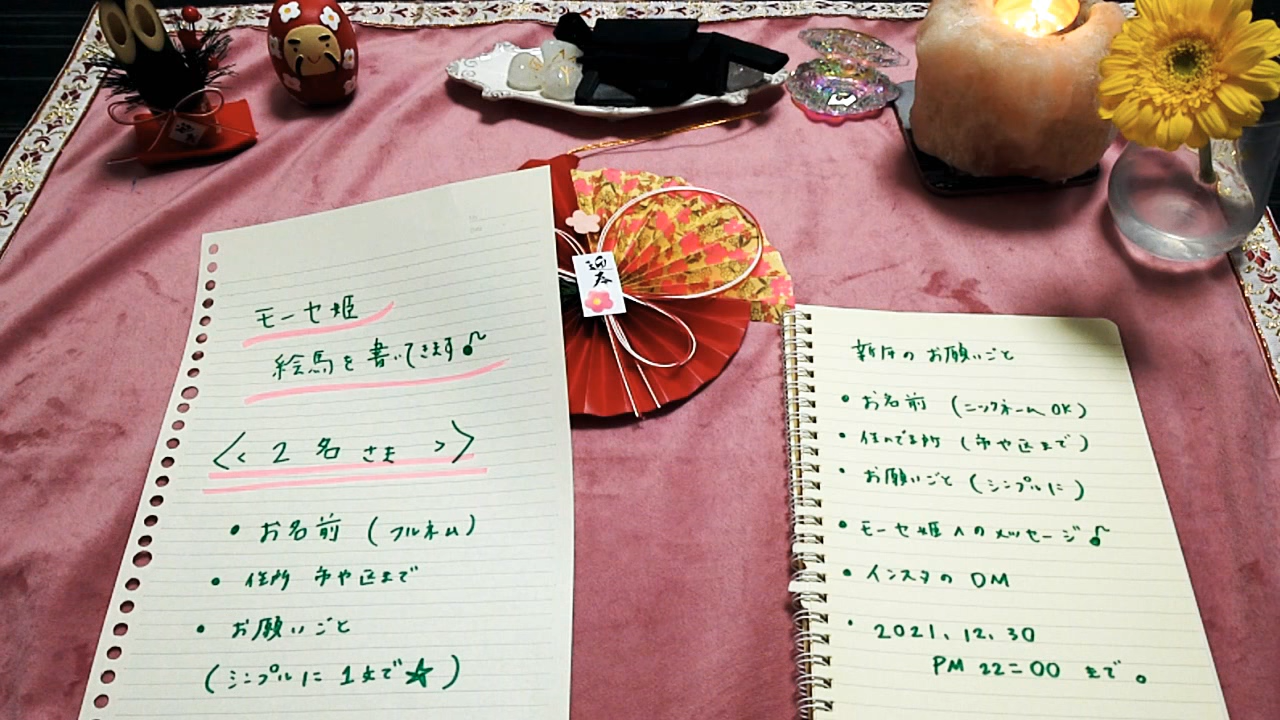 迎春
モーセ姫
絵馬を書いてきます♪
《 2名さま 》
• お名前 (フルネム)
• 住所 市や区まで
• お願いごと
(シンプルに 1文で☆)
新月のお願いごと
• お名前 (ニックネームOK)
• 住ので所 (市や区まで)
• お願いごと (シンプルに)
• モーセ姫へのメッセージ♪
• インスタのDM
• 2021.12.30
PM 22=00 まで。